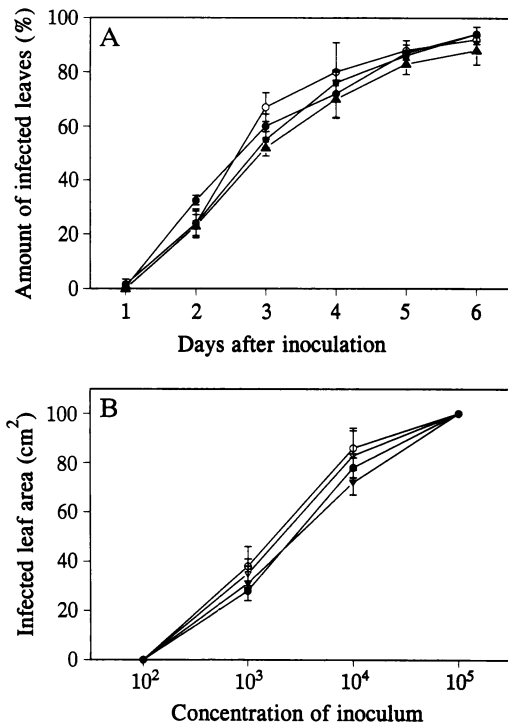 A
Amount of infected leaves (%)
100
80
60
40
20
0
1 2 3 4 5 6
Days after inoculation
B
Infected leaf area (cm²)
100
80
60
40
20
0
10² 10³ 10⁴ 10⁵
Concentration of inoculum